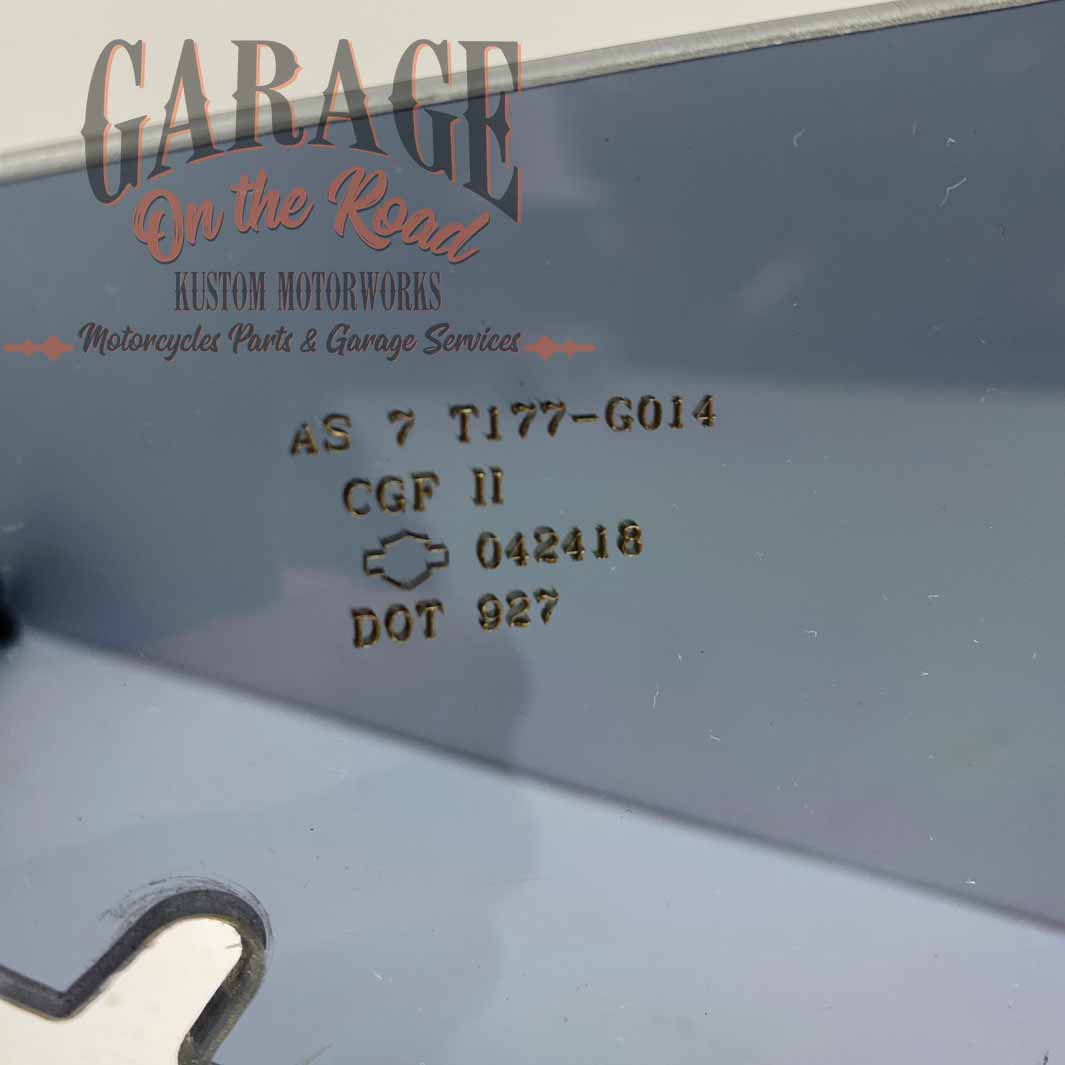 GARAGE
On the Road
KUSTOM MOTORWORKS
Motorcycles Parts & Garage Services
AS 7 T177-G014
CGF II
042418
DOT 927